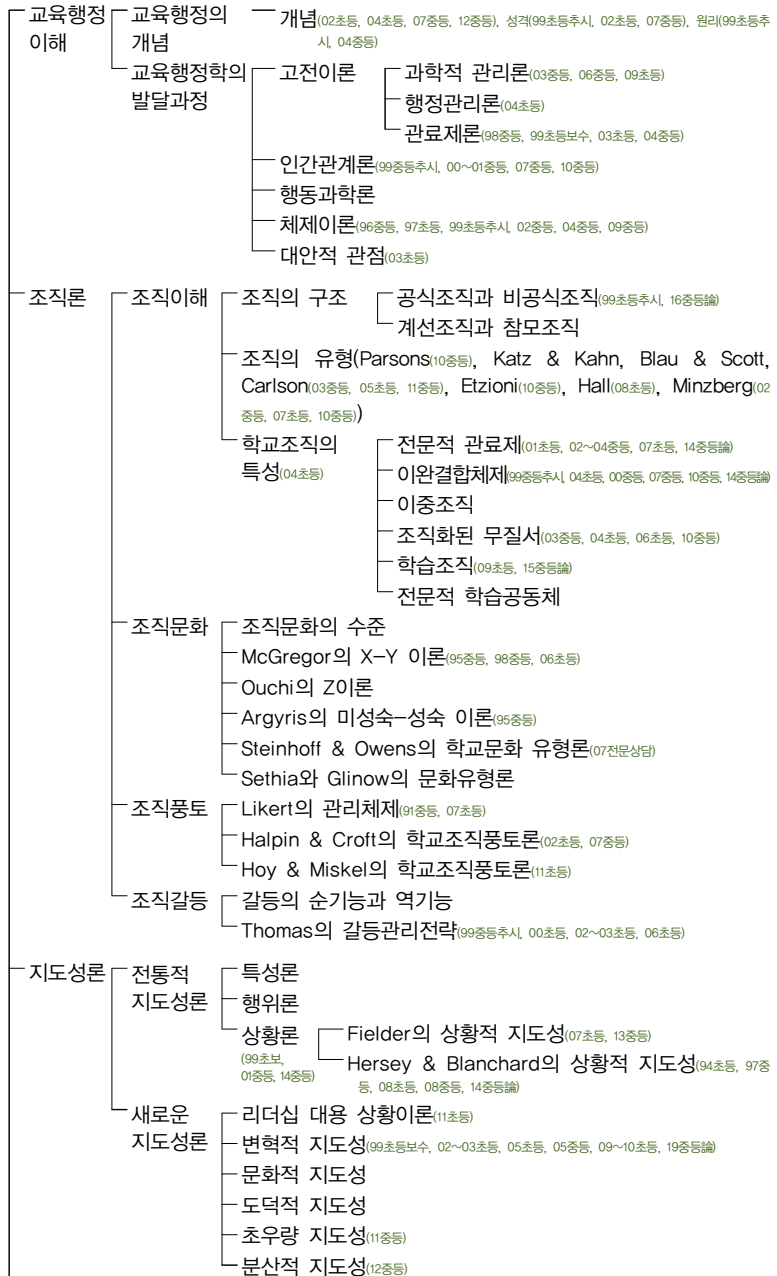 교육행정 이해
교육행정의 개념
개념(02초등, 04초등, 07중등, 12중등), 성격(99초등추시, 02초등, 07중등), 원리(99초등추시, 04중등)
교육행정학의 발달과정
고전이론
과학적 관리론(03중등, 06중등, 09초등)
행정관리론(04초등)
관료제론(98중등, 99초등보수, 03초등, 04중등)
인간관계론(99중등추시, 00~01중등, 07중등, 10중등)
행동과학론
체제이론(96중등, 97초등, 99초등추시, 02중등, 04중등, 09중등)
대안적 관점(03초등)
조직론
조직이해
조직의 구조
공식조직과 비공식조직(99초등추시, 16중등論)
계선조직과 참모조직
조직의 유형(Parsons(10중등), Katz & Kahn, Blau & Scott,
Carlson(03중등, 05초등, 11중등), Etzioni(10중등), Hall(08초등), Minzberg(02
중등, 07초등, 10중등))
학교조직의
특성(04초등)
전문적 관료제(01초등, 02~04중등, 07초등, 14중등論)
이완결합체제(99중등추시, 04초등, 00중등, 07중등, 10중등, 14중등論)
이중조직
조직화된 무질서(03중등, 04초등, 06초등, 10중등)
학습조직(09초등, 15중등論)
전문적 학습공동체
조직문화
조직문화의 수준
McGregor의 X-Y 이론(95중등, 98중등, 06초등)
Ouchi의 Z이론
Argyris의 미성숙-성숙 이론(95중등)
Steinhoff & Owens의 학교문화 유형론(07전문상담)
Sethia와 Glinow의 문화유형론
조직풍토
Likert의 관리체제(91중등, 07초등)
Halpin & Croft의 학교조직풍토론(02초등, 07중등)
Hoy & Miskel의 학교조직풍토론(11초등)
조직갈등
갈등의 순기능과 역기능
Thomas의 갈등관리전략(99중등추시, 00초등, 02~03초등, 06초등)
지도성론
전통적
지도성론
특성론
행위론
상황론
(99초보,
01중등, 14중등)
Fielder의 상황적 지도성(07초등, 13중등)
Hersey & Blanchard의 상황적 지도성(94초등, 97중
등, 08초등, 08중등, 14중등論)
새로운
지도성론
리더십 대용 상황이론(11초등)
변혁적 지도성(99초등보수, 02~03초등, 05초등, 05중등, 09~10초등, 19중등論)
문화적 지도성
도덕적 지도성
초우량 지도성(11중등)
분산적 지도성(12중등)